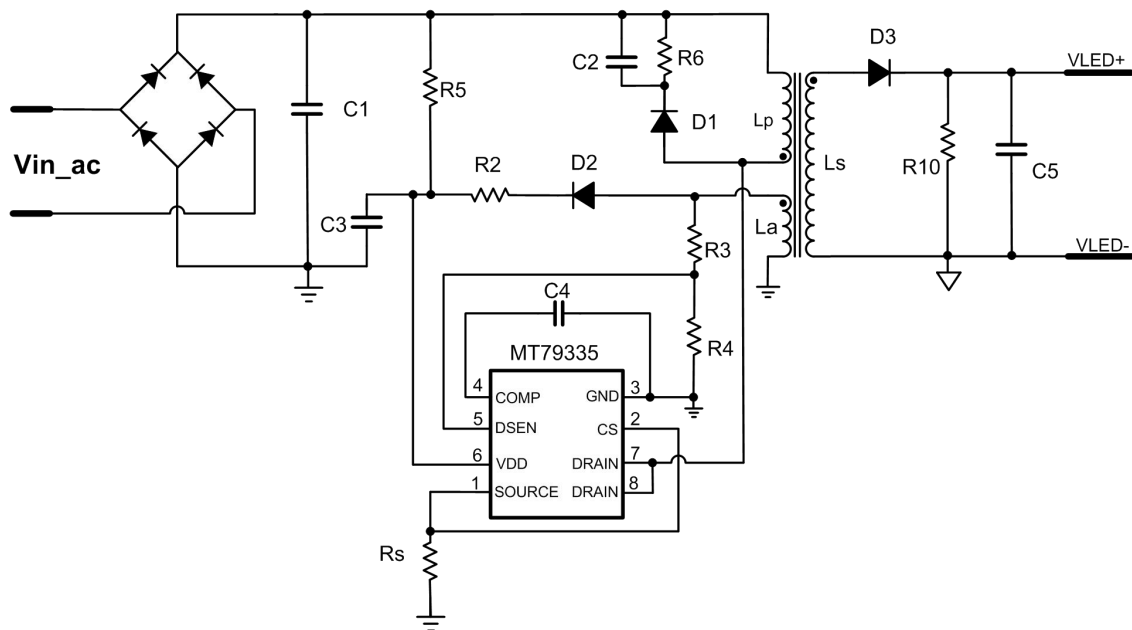 D3
VLED+
C2
R6
R5
C1
D1
Lp
Ls
R10
C5
Vin_ac
R2
D2
C3
La
R3
VLED-
C4
R4
MT79335
4
COMP
GND
3
5
DSEN
CS
2
6
VDD
DRAIN
7
1
SOURCE
DRAIN
8
Rs